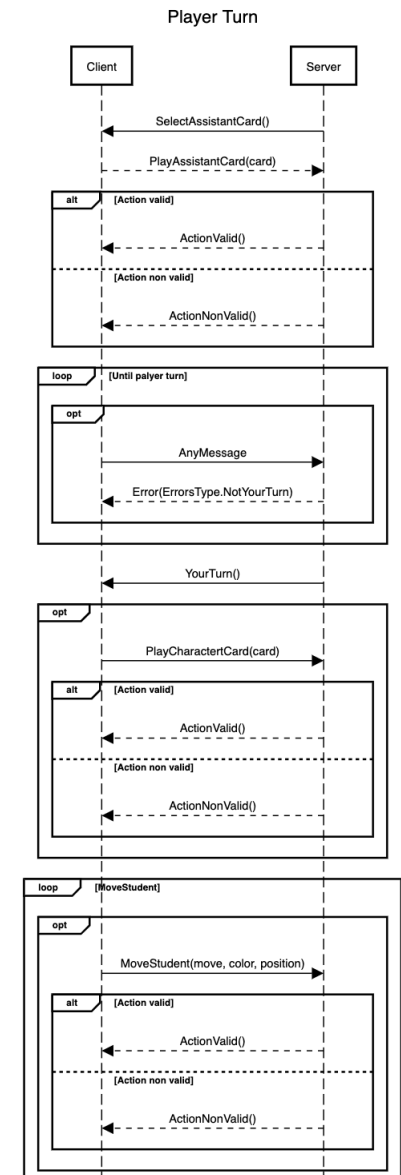 Player Turn
Client
Server
SelectAssistantCard()
PlayAssistantCard(card)
alt
[Action valid]
ActionValid()
[Action non valid]
ActionNonValid()
loop
[Until palyer turn]
opt
AnyMessage
Error(ErrorsType.NotYourTurn)
YourTurn()
opt
PlayCharactertCard(card)
alt
[Action valid]
ActionValid()
[Action non valid]
ActionNonValid()
loop
[MoveStudent]
opt
MoveStudent(move, color, position)
alt
[Action valid]
ActionValid()
[Action non valid]
ActionNonValid()